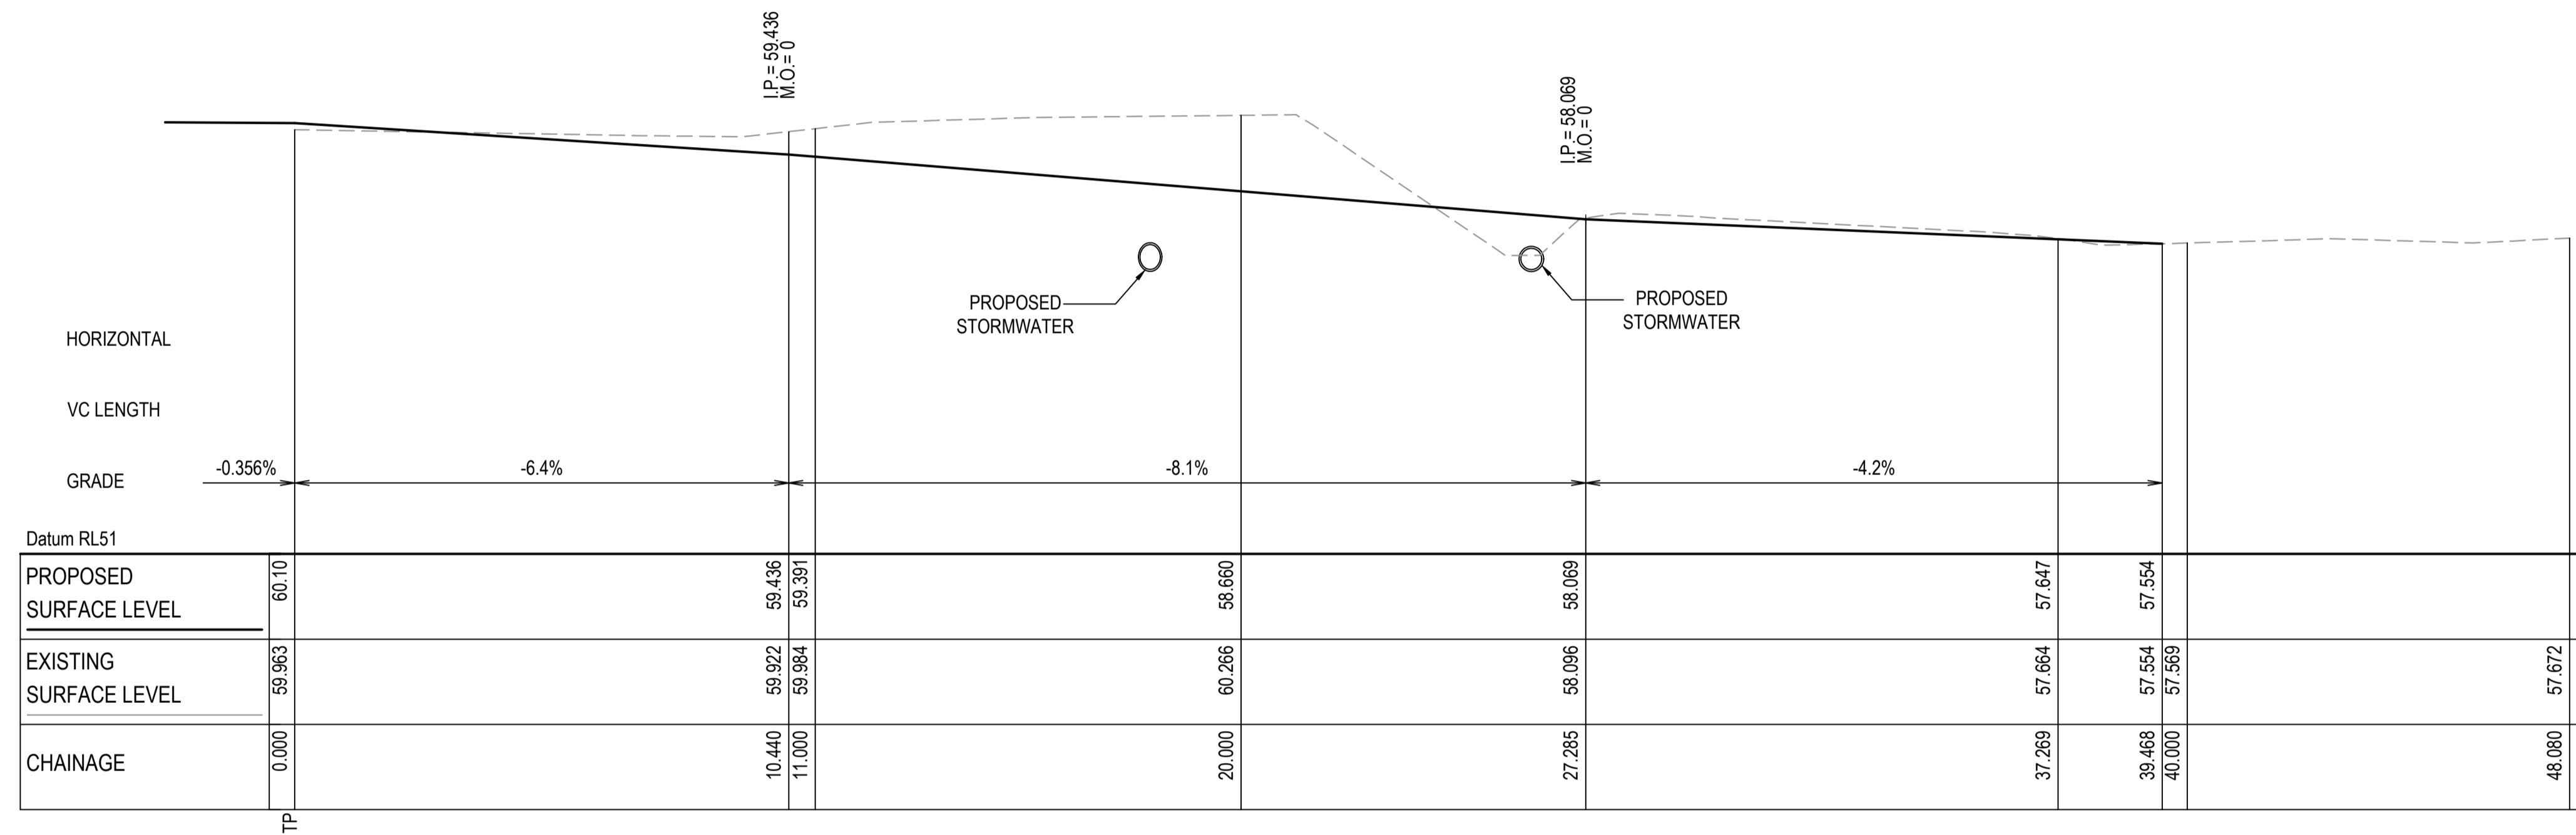 I.P.= 59.436
M.O.= 0
I.P.= 58.069
M.O.= 0
PROPOSED
STORMWATER
PROPOSED
STORMWATER
HORIZONTAL
VC LENGTH
GRADE
-0.356%
-6.4%
-8.1%
-4.2%
Datum RL51
PROPOSED
SURFACE LEVEL
60.10
59.436
59.391
58.660
58.069
57.647
57.554
EXISTING
SURFACE LEVEL
59.963
59.922
59.984
60.266
58.096
57.664
57.554
57.569
57.672
CHAINAGE
0.000
10.440
11.000
20.000
27.285
37.269
39.468
40.000
48.080
TP